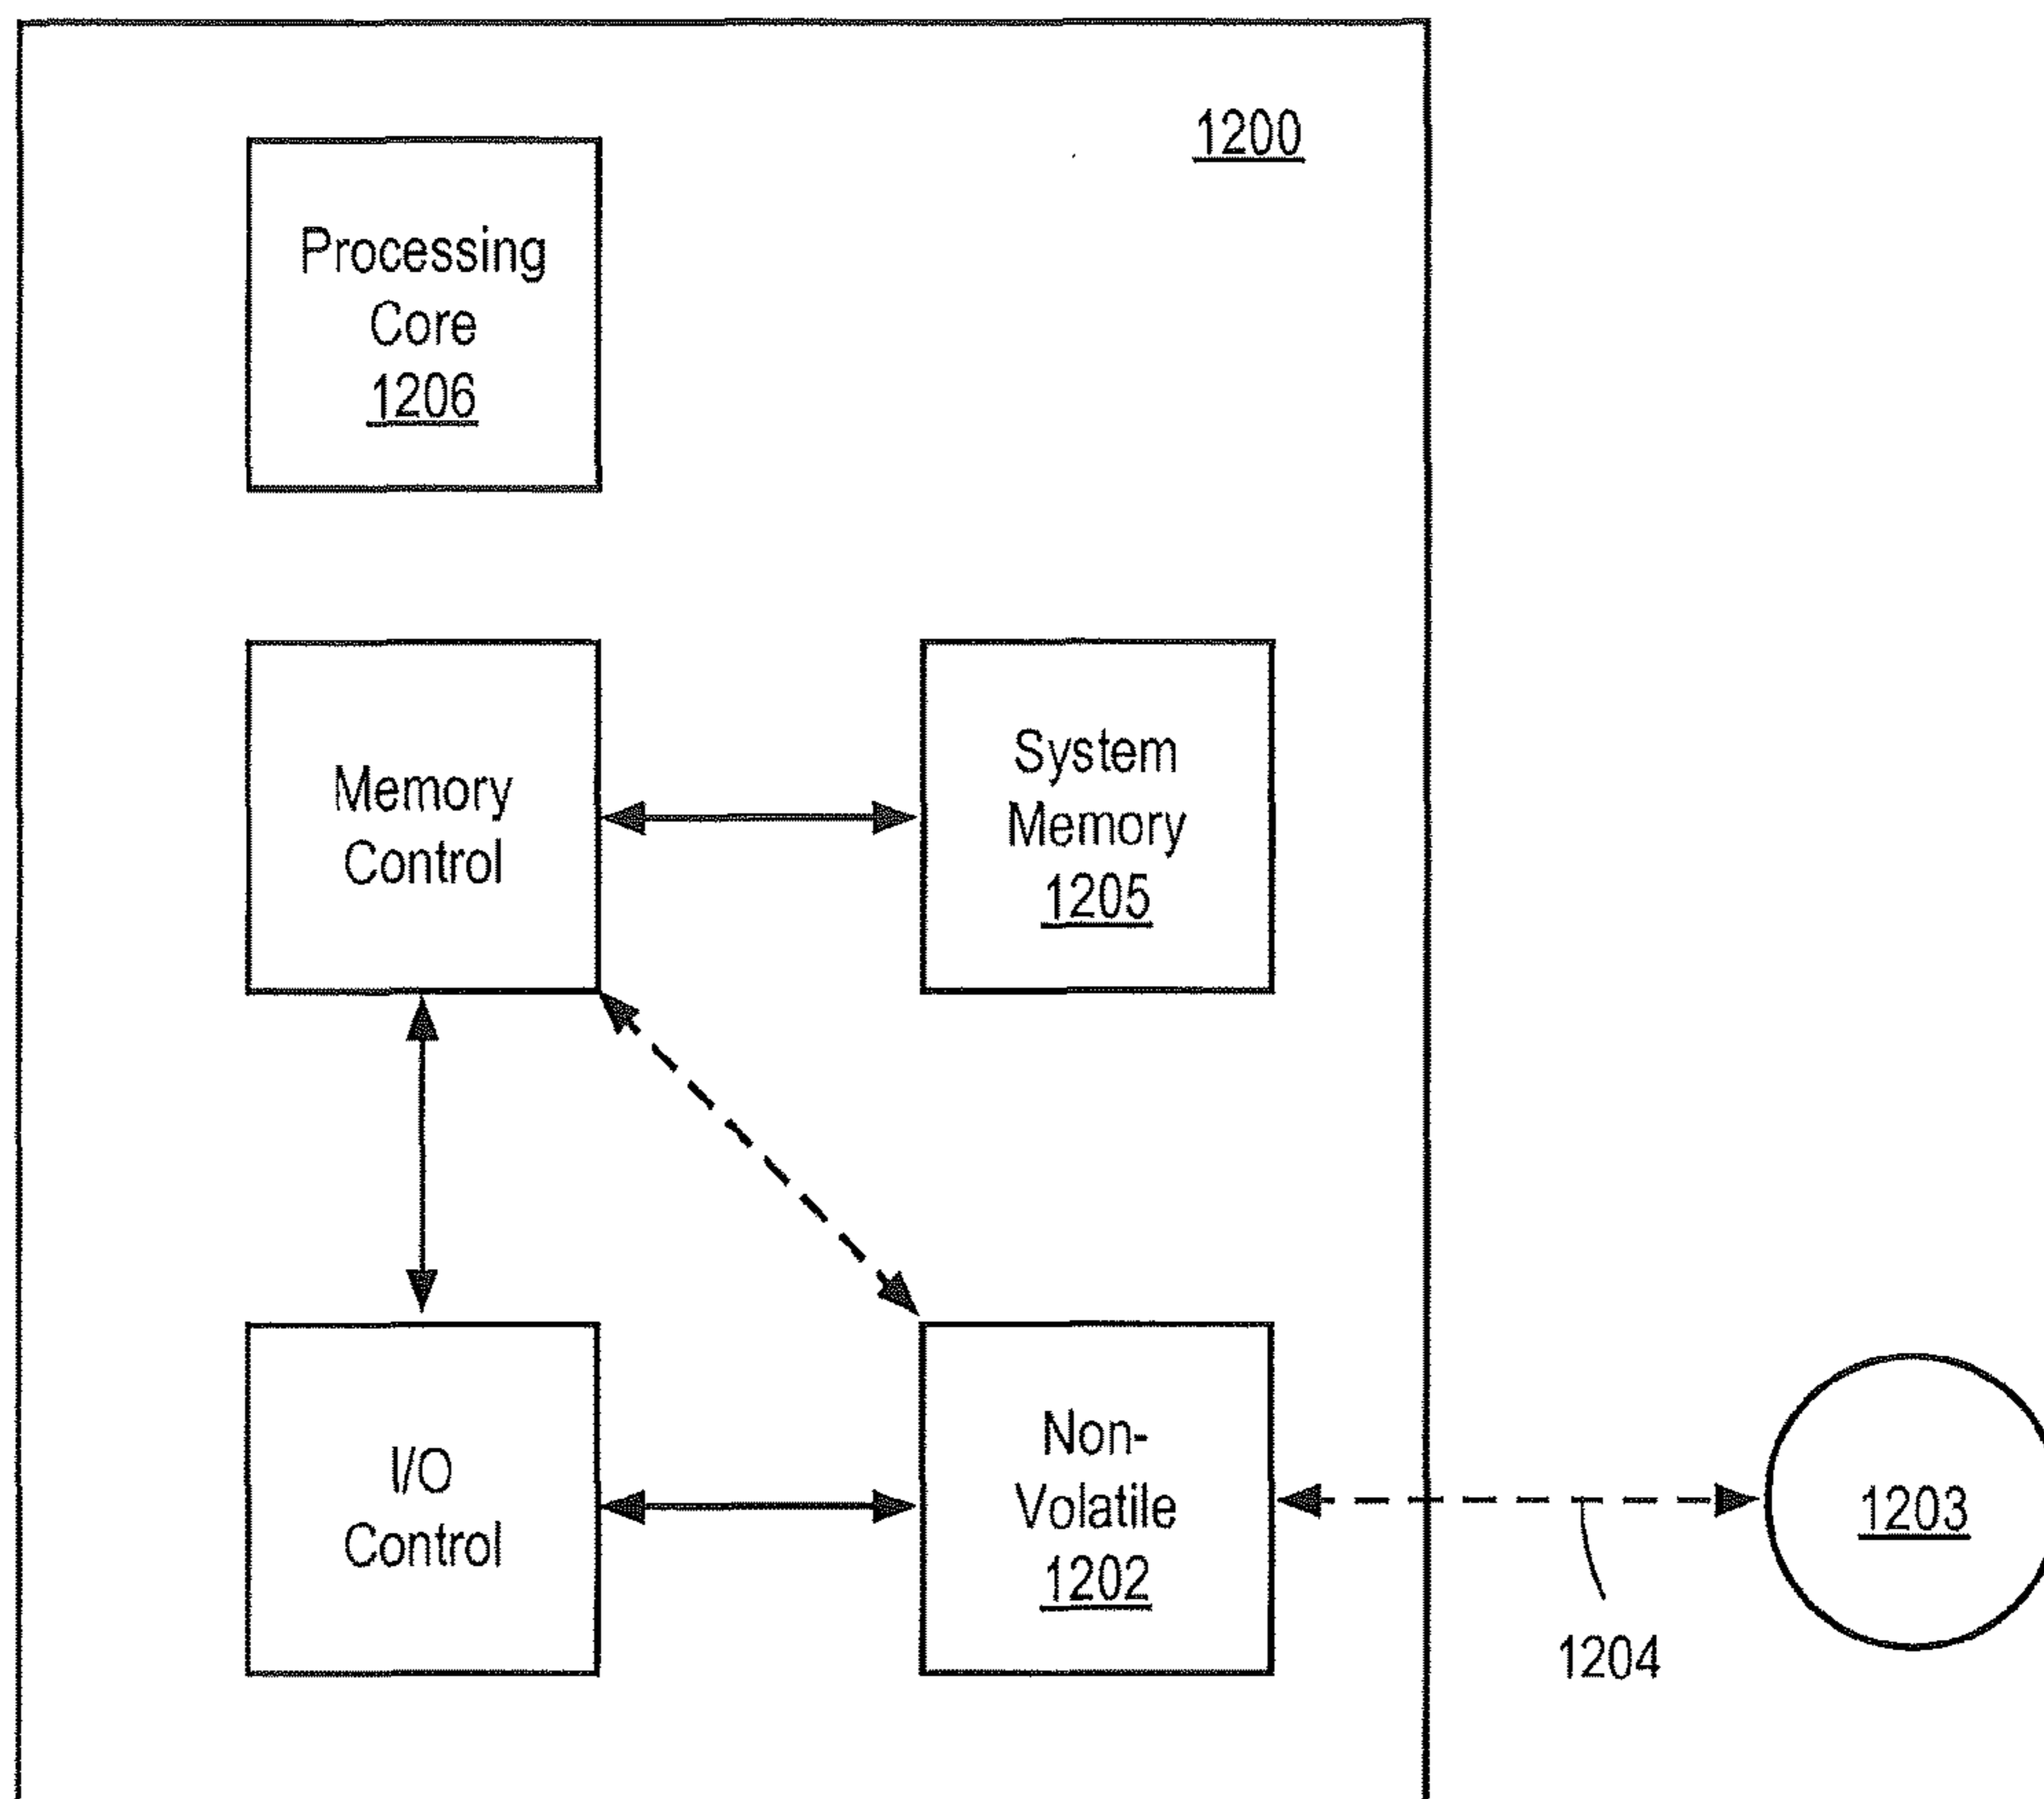 1200
Processing
Core
1206
Memory
Control
System
Memory
1205
I/O
Control
Non-
Volatile
1202
1203
1204